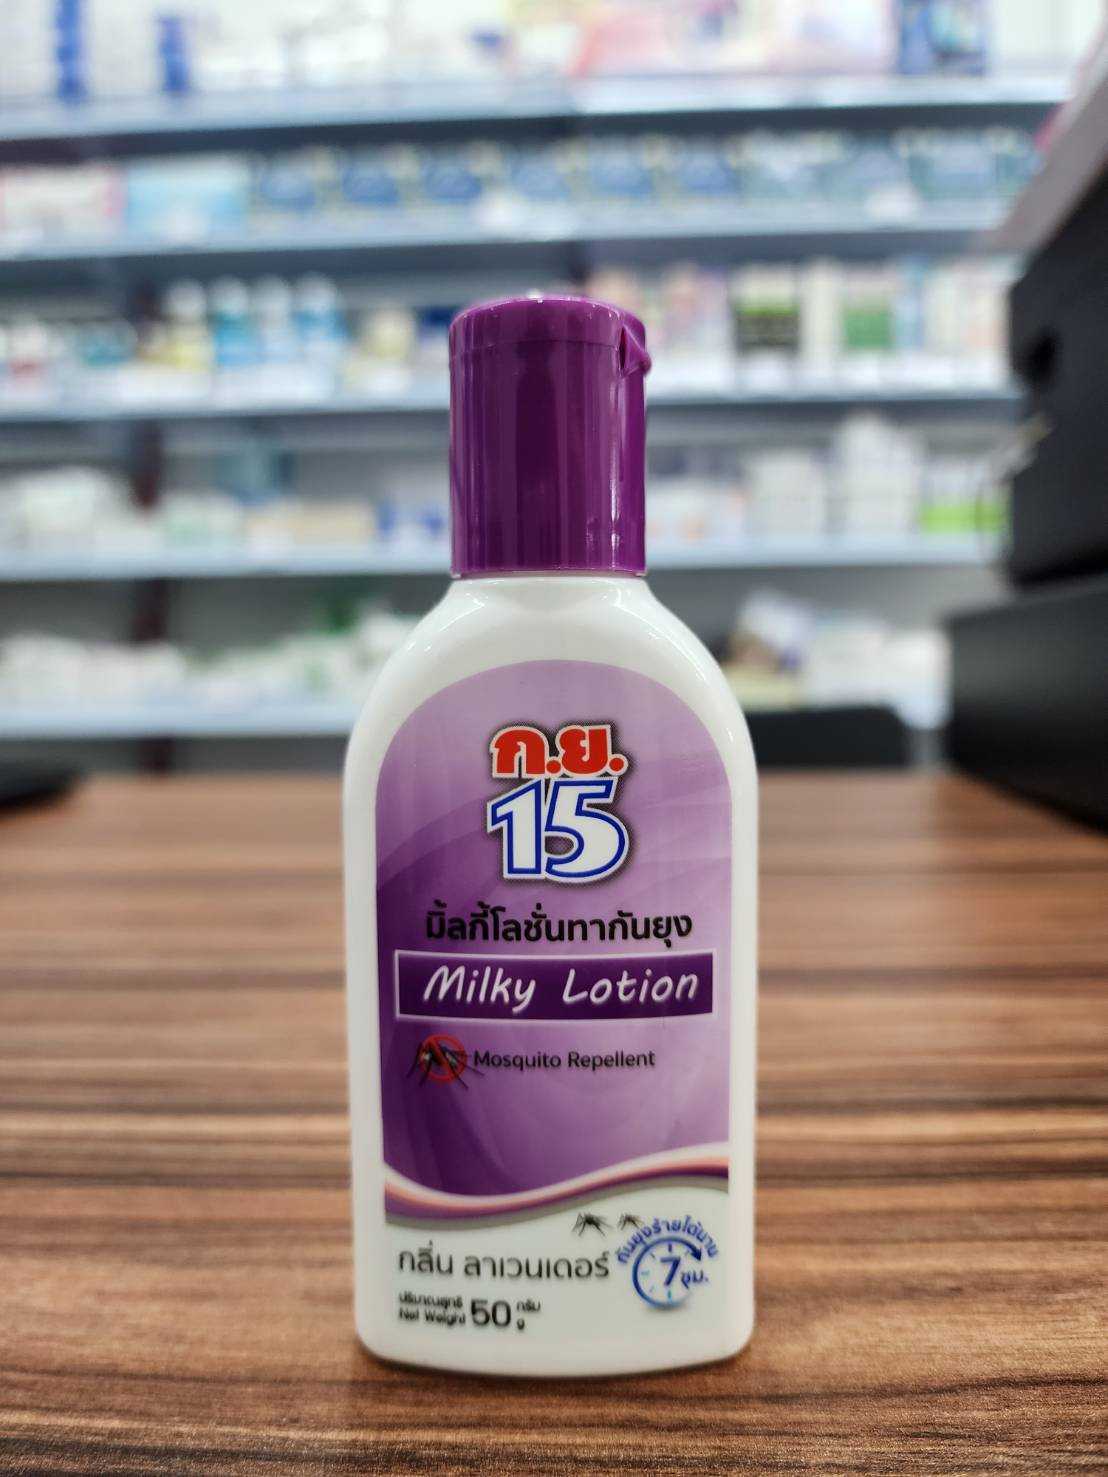 ก.ย.
15
มิ้ลกี้โลชั่นทากันยุง
Milky Lotion
Mosquito Repellent
กันยุงร้ายได้นาน
7 ชม.
กลิ่น ลาเวนเดอร์
ปริมาณสุทธิ 50 กรัม
Net Weight g